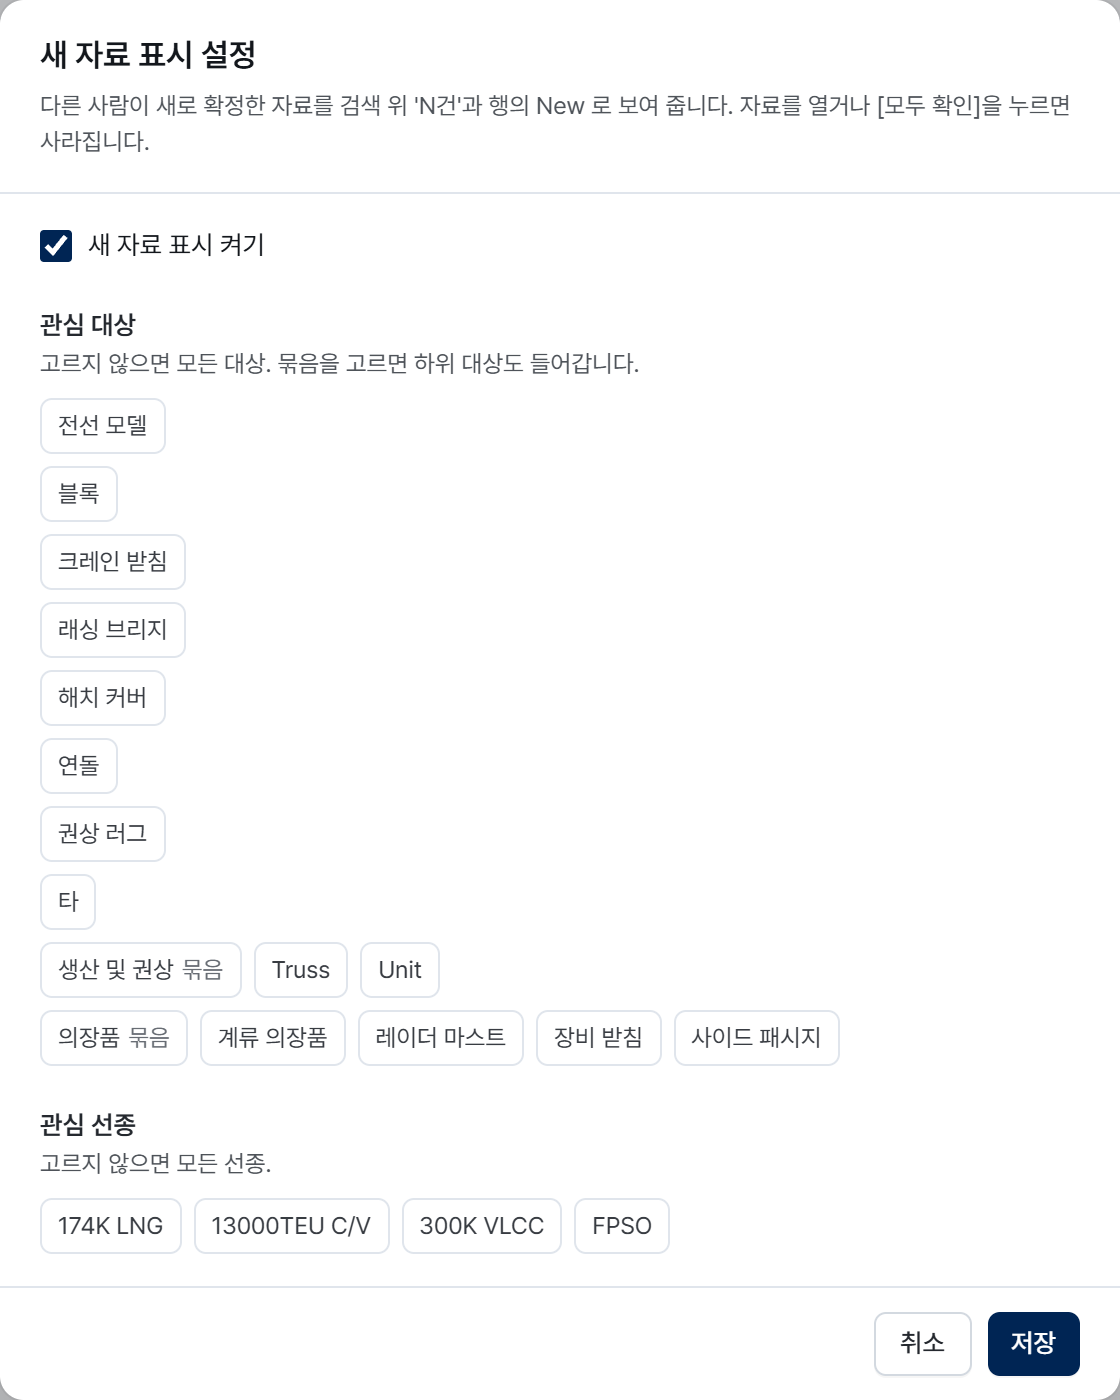 새 자료 표시 설정
다른 사람이 새로 확정한 자료를 검색 위 'N건'과 행의 New 로 보여 줍니다. 자료를 열거나 [모두 확인]을 누르면
사라집니다.
새 자료 표시 켜기
관심 대상
고르지 않으면 모든 대상. 묶음을 고르면 하위 대상도 들어갑니다.
전선 모델
블록
크레인 받침
래싱 브리지
해치 커버
연돌
권상 러그
타
생산 및 권상 묶음 Truss Unit
의장품 묶음 계류 의장품 레이더 마스트 장비 받침 사이드 패시지
관심 선종
고르지 않으면 모든 선종.
174K LNG 13000TEU C/V 300K VLCC FPSO
취소 저장